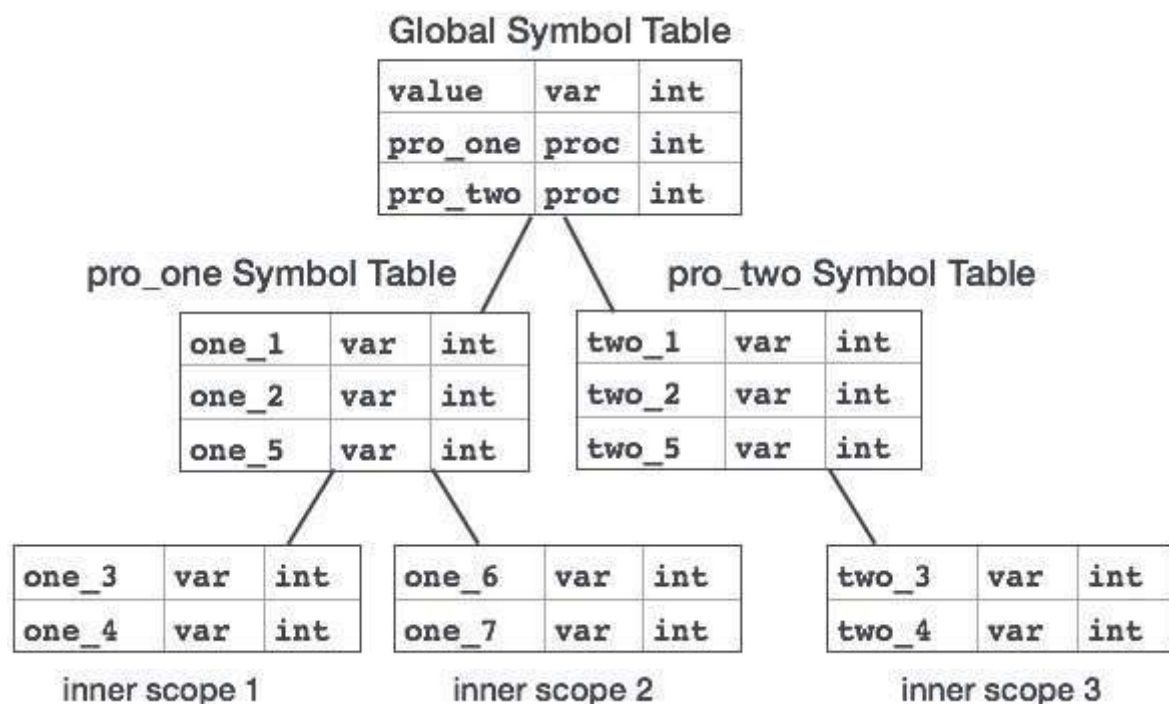 Global Symbol Table
value var int
pro_one proc int
pro_two proc int
pro_one Symbol Table
one_1 var int
one_2 var int
one_5 var int
pro_two Symbol Table
two_1 var int
two_2 var int
two_5 var int
one_3 var int
one_4 var int
inner scope 1
one_6 var int
one_7 var int
inner scope 2
two_3 var int
two_4 var int
inner scope 3